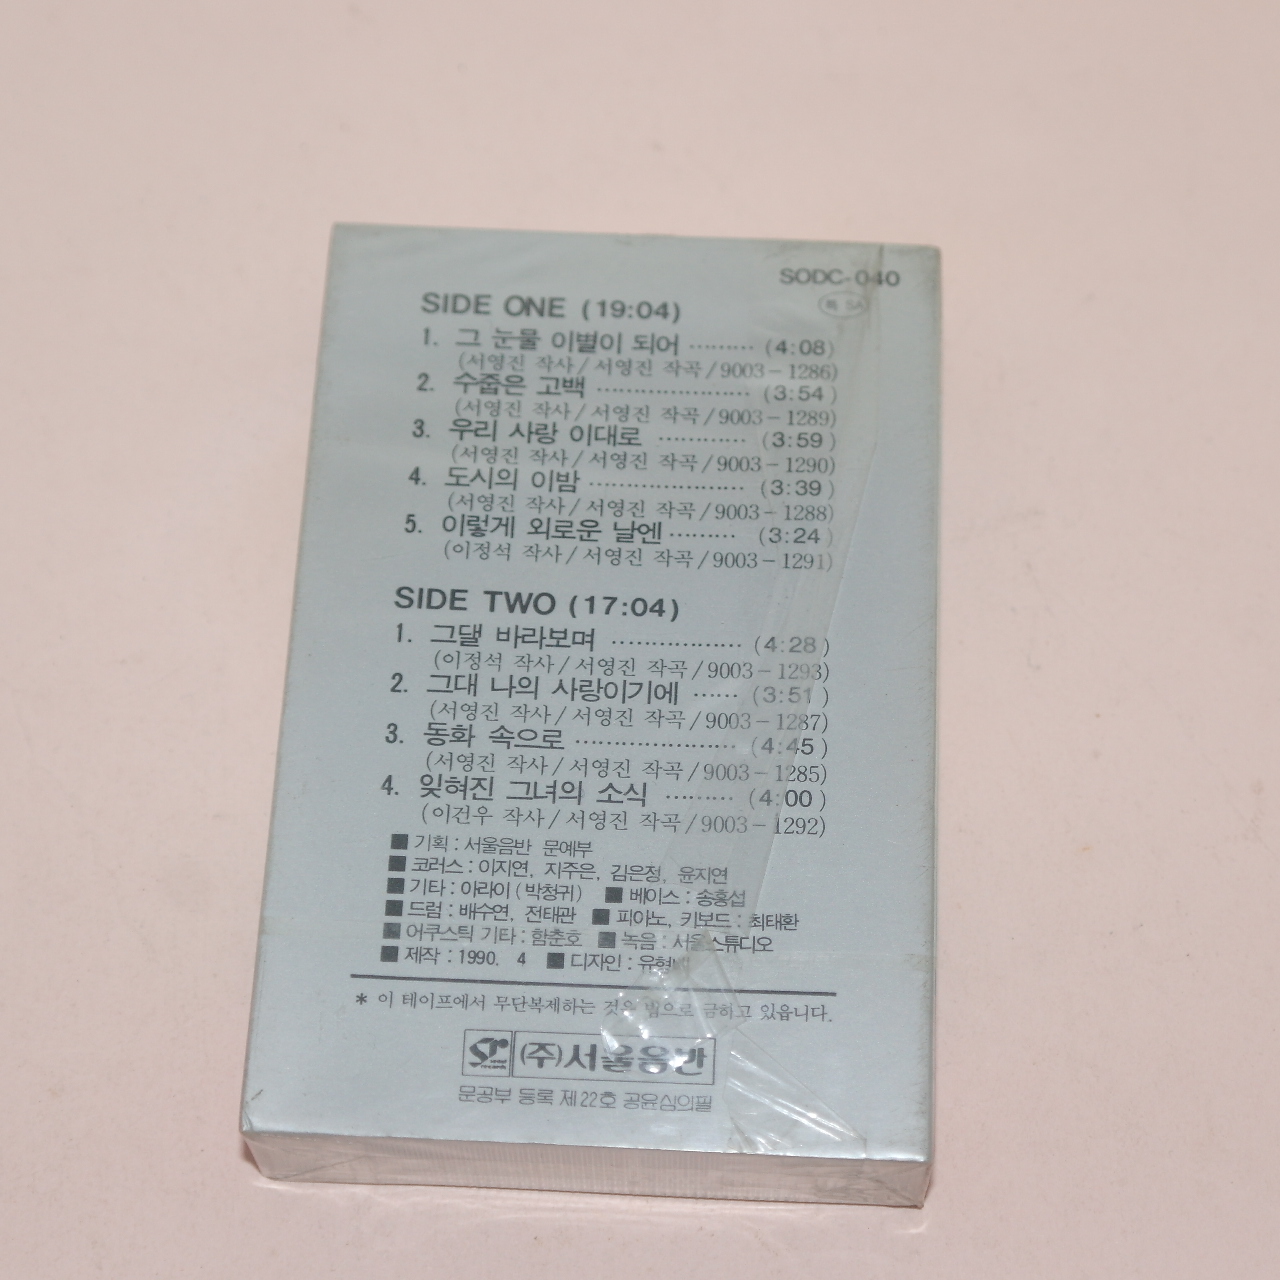 SODC-040
SIDE ONE (19:04)
1. 그 눈물 이별이 되어 ········· (4:08)
(서영진 작사/서영진 작곡/9003-1286)
2. 수줍은 고백 ····················· (3:54)
(서영진 작사/서영진 작곡/9003-1289)
3. 우리 사랑 이대로 ············ (3:59)
(서영진 작사/서영진 작곡/9003-1290)
4. 도시의 이밤 ····················· (3:39)
(서영진 작사/서영진 작곡/9003-1288)
5. 이렇게 외로운 날엔 ········· (3:24)
(이정석 작사/서영진 작곡/9003-1291)
SIDE TWO (17:04)
1. 그댈 바라보며 ················· (4:28)
(이정석 작사/서영진 작곡/9003-1293)
2. 그대 나의 사랑이기에 ······ (3:51)
(서영진 작사/서영진 작곡/9003-1287)
3. 동화 속으로 ····················· (4:45)
(서영진 작사/서영진 작곡/9003-1285)
4. 잊혀진 그녀의 소식 ········· (4:00)
(이건우 작사/서영진 작곡/9003-1292)
■ 기획 : 서울음반 문예부
■ 코러스 : 이지연, 지주은, 김은정, 윤지연
■ 기타 : 아라이 (박청귀) ■ 베이스 : 송홍섭
■ 드럼 : 배수연, 전태관 ■ 피아노, 키보드 : 최태환
■ 어쿠스틱 기타 : 함춘호 ■ 녹음 : 서울스튜디오
■ 제작 : 1990. 4 ■ 디자인 :
* 이 테이프에서 무단복제하는 것은 법으로 금하고 있읍니다.
(주)서울음반
문공부 등록 제22호 공윤심의필